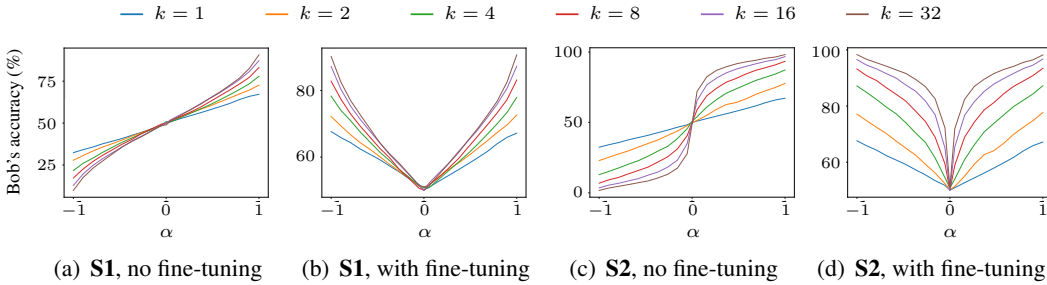 k = 1 k = 2 k = 4 k = 8 k = 16 k = 32
Bob's accuracy (%)
75
50
25
−1 0 1
α
80
60
−1 0 1
α
100
50
0
−1 0 1
α
100
80
60
−1 0 1
α
(a) S1, no fine-tuning (b) S1, with fine-tuning (c) S2, no fine-tuning (d) S2, with fine-tuning